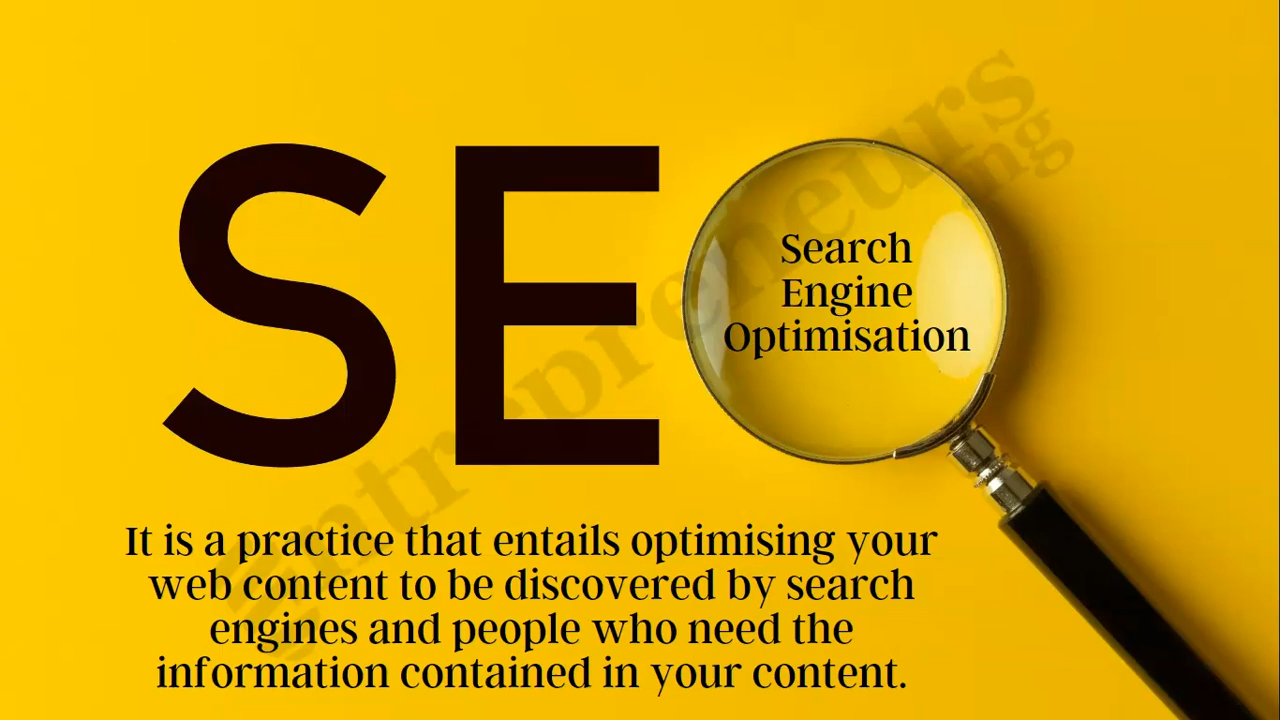 SE
Search
Engine
Optimisation
It is a practice that entails optimising your
web content to be discovered by search
engines and people who need the
information contained in your content.